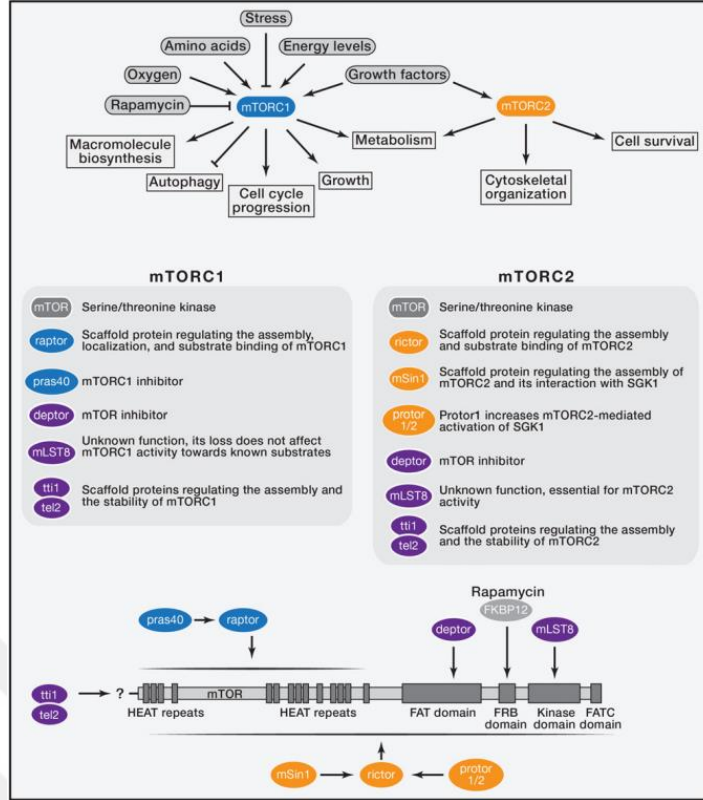 Stress
Amino acids
Energy levels
Oxygen
Growth factors
Rapamycin
mTORC1
mTORC2
Macromolecule
biosynthesis
Metabolism
Cell survival
Autophagy
Growth
Cell cycle
progression
Cytoskeletal
organization
mTORC1
mTOR
Serine/threonine kinase
raptor
Scaffold protein regulating the assembly,
localization, and substrate binding of mTORC1
pras40
mTORC1 inhibitor
deptor
mTOR inhibitor
mLST8
Unknown function, its loss does not affect
mTORC1 activity towards known substrates
tti1
tel2
Scaffold proteins regulating the assembly and
the stability of mTORC1
mTORC2
mTOR
Serine/threonine kinase
rictor
Scaffold protein regulating the assembly
and substrate binding of mTORC2
mSin1
Scaffold protein regulating the assembly of
mTORC2 and its interaction with SGK1
protor
1/2
Protor1 increases mTORC2-mediated
activation of SGK1
deptor
mTOR inhibitor
mLST8
Unknown function, essential for mTORC2
activity
tti1
tel2
Scaffold proteins regulating the assembly
and the stability of mTORC2
Rapamycin
FKBP12
pras40
raptor
deptor
mLST8
tti1
tel2
?
mTOR
HEAT repeats
HEAT repeats
FAT domain
FRB
domain
Kinase
domain
FATC
domain
mSin1
rictor
protor
1/2